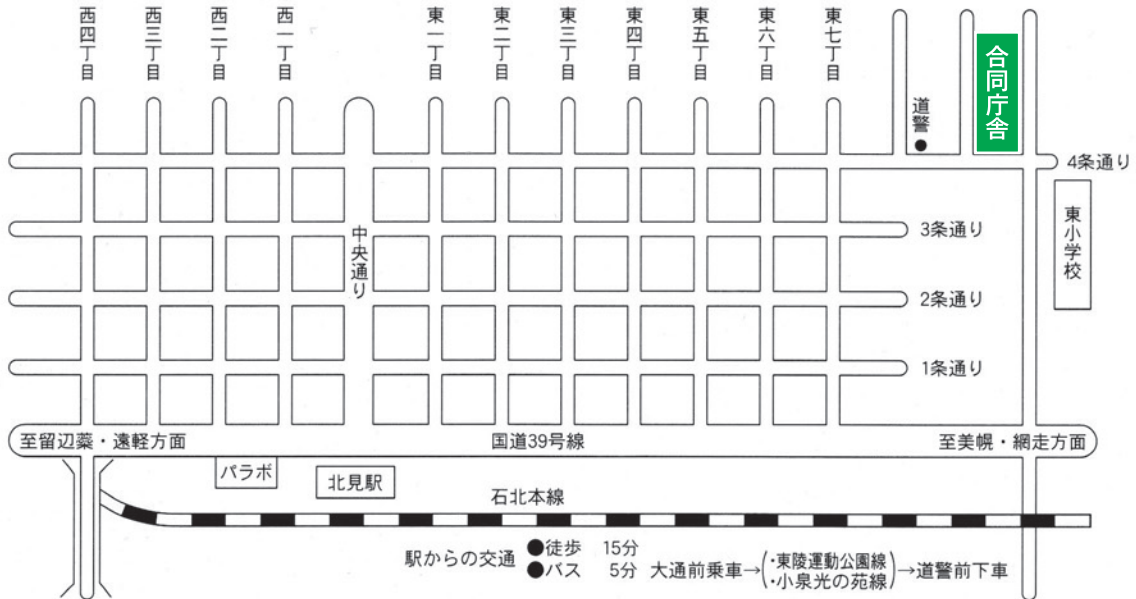 西四丁目
西三丁目
西二丁目
西一丁目
東一丁目
東二丁目
東三丁目
東四丁目
東五丁目
東六丁目
東七丁目
道警
合同庁舎
4条通り
東小学校
3条通り
中央通り
2条通り
1条通り
至留辺蘂・遠軽方面
国道39号線
至美幌・網走方面
パラボ
北見駅
石北本線
駅からの交通
●徒歩 15分
●バス 5分 大通前乗車→(・東陵運動公園線
・小泉光の苑線)→道警前下車